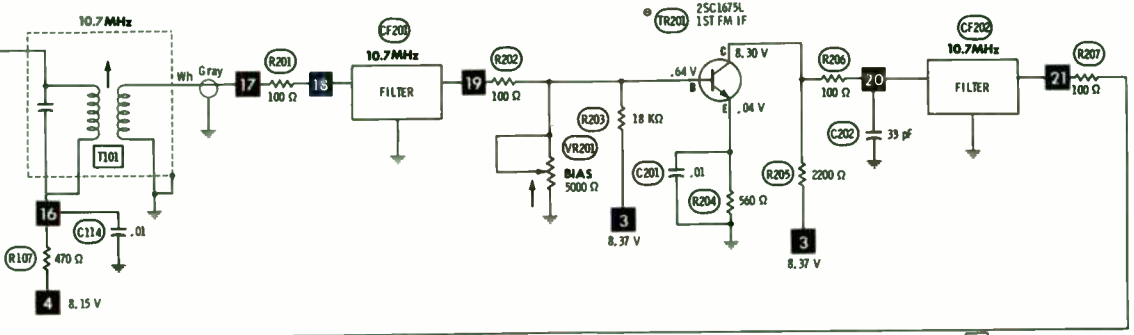 10.7MHz
T101
16
C114 .01
R107 470 Ω
4 8.15 V
Wh Gray
17
R201
100 Ω
18
CF201
10.7MHz
FILTER
19
R202
100 Ω
VR201
BIAS
5000 Ω
R203
18 KΩ
3
8.37 V
TR201
2SC1675L
1ST FM IF
C 8.30 V
.64 V
B
E .04 V
C201 .01
R204
560 Ω
R205 2200 Ω
3
8.37 V
R206
100 Ω
20
C202 33 pf
CF202
10.7MHz
FILTER
21
R207
100 Ω